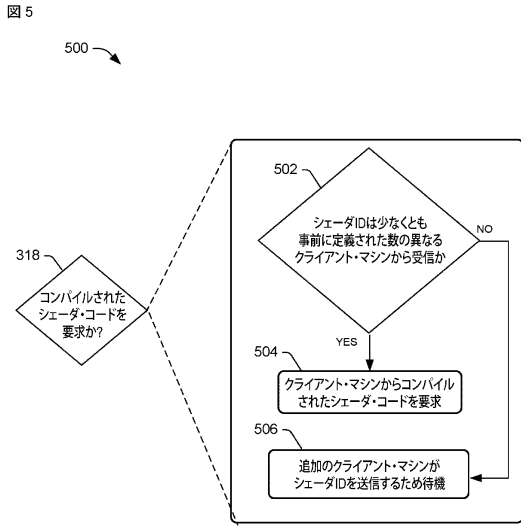 図 5
500
502
シェーダIDは少なくとも
事前に定義された数の異なる
クライアント・マシンから受信か
NO
318
コンパイルされた
シェーダ・コードを
要求か?
YES
504
クライアント・マシンからコンパイル
されたシェーダ・コードを要求
506
追加のクライアント・マシンが
シェーダIDを送信するため待機